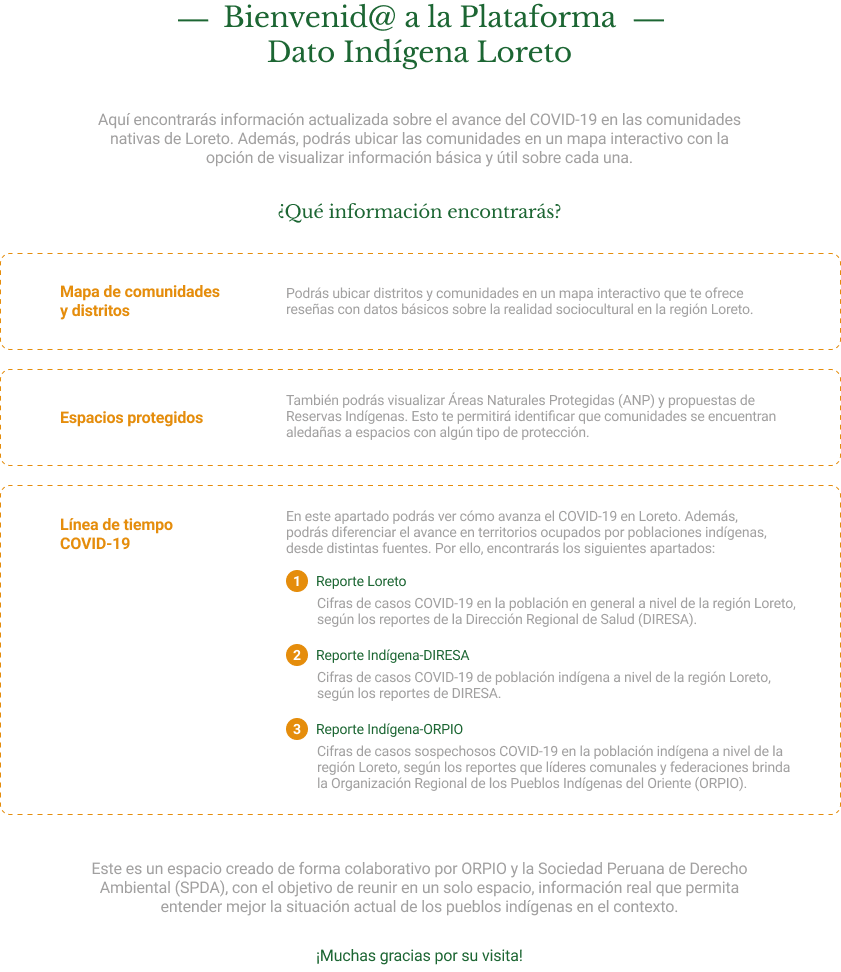 — Bienvenid@ a la Plataforma —
Dato Indígena Loreto
Aquí encontrarás información actualizada sobre el avance del COVID-19 en las comunidades
nativas de Loreto. Además, podrás ubicar las comunidades en un mapa interactivo con la
opción de visualizar información básica y útil sobre cada una.
¿Qué información encontrarás?
Mapa de comunidades
y distritos
Podrás ubicar distritos y comunidades en un mapa interactivo que te ofrece
reseñas con datos básicos sobre la realidad sociocultural en la región Loreto.
Espacios protegidos
También podrás visualizar Áreas Naturales Protegidas (ANP) y propuestas de
Reservas Indígenas. Esto te permitirá identificar que comunidades se encuentran
aledañas a espacios con algún tipo de protección.
Línea de tiempo
COVID-19
En este apartado podrás ver cómo avanza el COVID-19 en Loreto. Además,
podrás diferenciar el avance en territorios ocupados por poblaciones indígenas,
desde distintas fuentes. Por ello, encontrarás los siguientes apartados:
1 Reporte Loreto
Cifras de casos COVID-19 en la población en general a nivel de la región Loreto,
según los reportes de la Dirección Regional de Salud (DIRESA).
2 Reporte Indígena-DIRESA
Cifras de casos COVID-19 de población indígena a nivel de la región Loreto,
según los reportes de DIRESA.
3 Reporte Indígena-ORPIO
Cifras de casos sospechosos COVID-19 en la población indígena a nivel de la
región Loreto, según los reportes que líderes comunales y federaciones brinda
la Organización Regional de los Pueblos Indígenas del Oriente (ORPIO).
Este es un espacio creado de forma colaborativo por ORPIO y la Sociedad Peruana de Derecho
Ambiental (SPDA), con el objetivo de reunir en un solo espacio, información real que permita
entender mejor la situación actual de los pueblos indígenas en el contexto.
¡Muchas gracias por su visita!